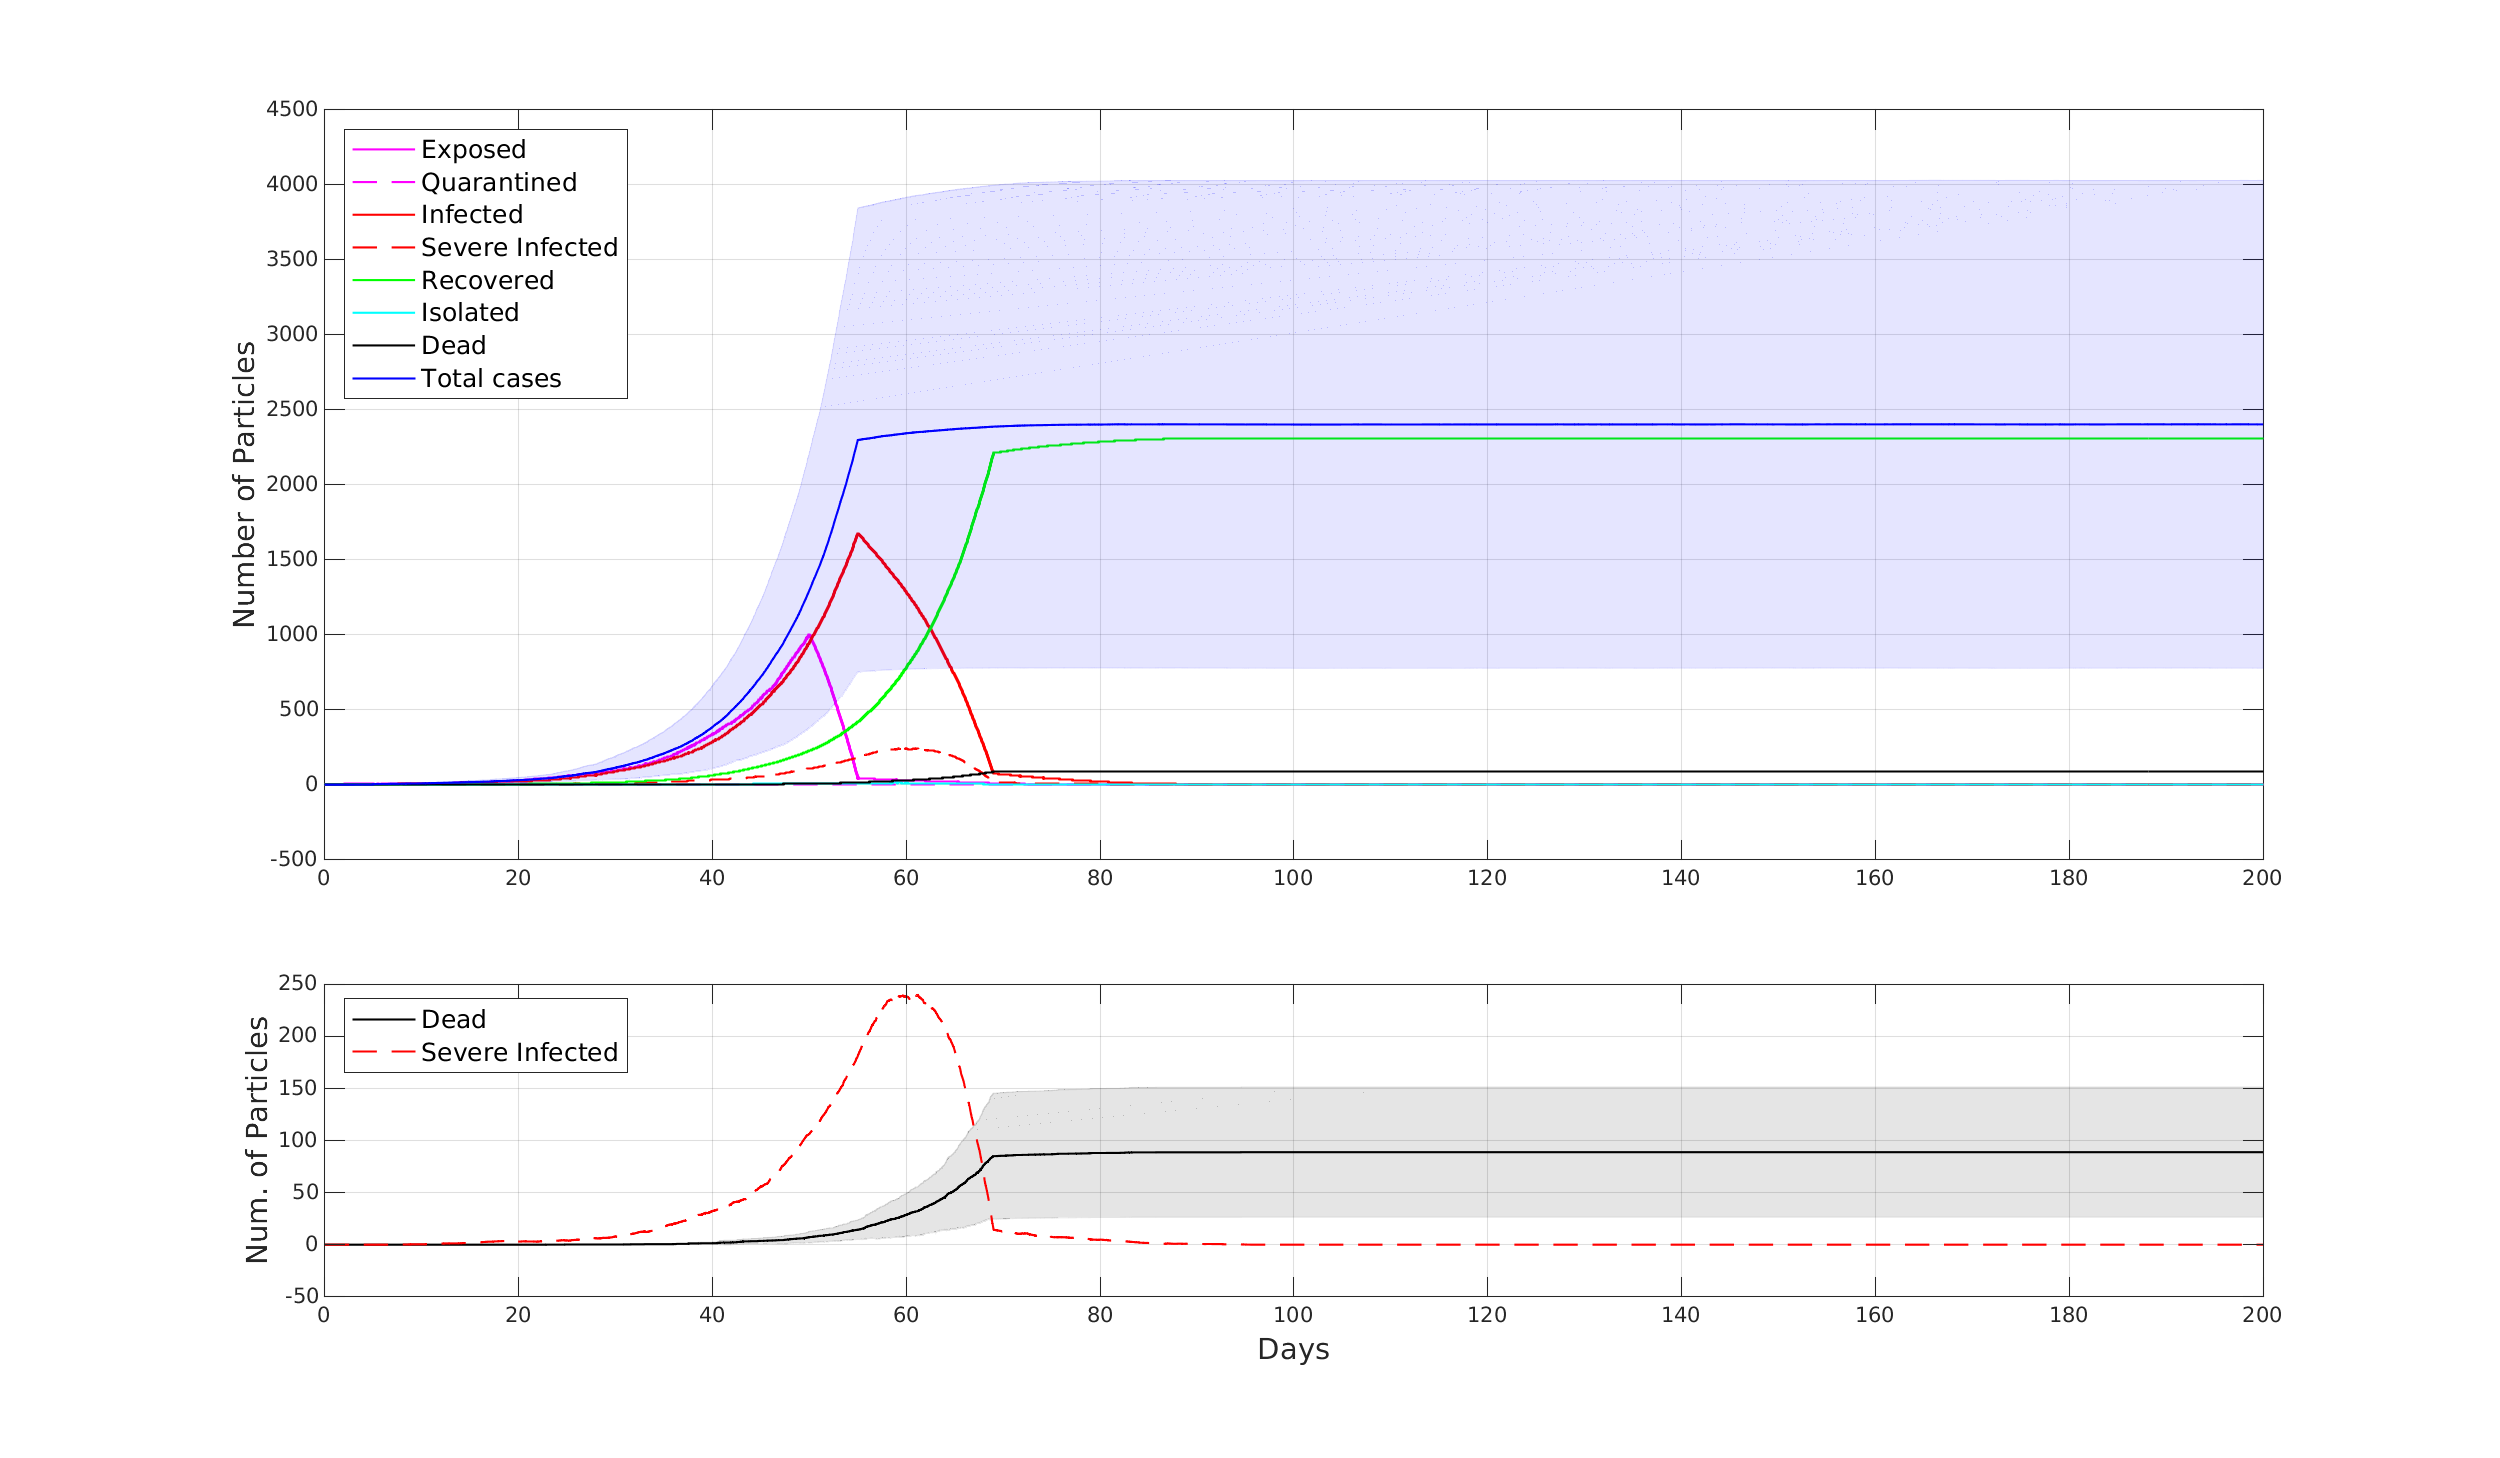 4500
4000
3500
3000
2500
2000
1500
1000
500
0
-500
Number of Particles
Exposed
Quarantined
Infected
Severe Infected
Recovered
Isolated
Dead
Total cases
0 20 40 60 80 100 120 140 160 180 200
250
200
150
100
50
0
-50
Num. of Particles
Dead
Severe Infected
0 20 40 60 80 100 120 140 160 180 200
Days